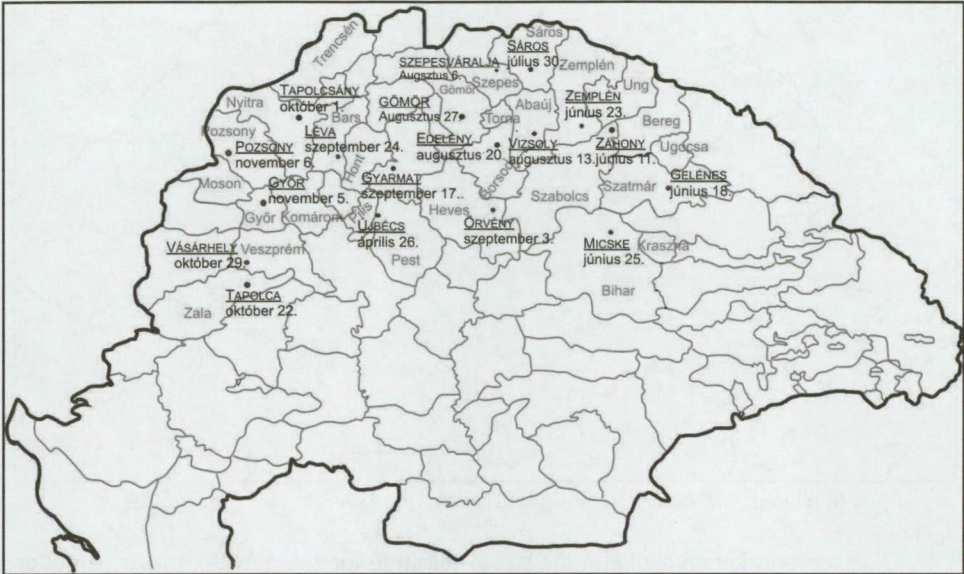 Sáros
Trencsén
SÁROS
július 30.
SZEPESVÁRALJA
Augsztus 6.
Zemplén
Szepes
Gömör
Ung
TAPOLCSÁNY
október 1.
Nyitra
Bars
GÖMÖR
Augusztus 27.
Abaúj
Torna
ZEMPLÉN
június 23.
Bereg
Pozsony
LÉVA
szeptember 24.
EDELÉNY
augusztus 20.
VIZSOLY
augusztus 13.
ZÁHONY
június 11.
Ugocsa
POZSONY
november 6.
Hont
GYARMAT
szeptember 17..
Borsod
Szabolcs
Szatmár
GELÉNES
június 18.
Moson
GYŐR
november 5.
Győr
Komárom
Pilis
ÚJBÉCS
április 26.
Heves
ÖRVÉNY
szeptember 3.
MICSKE
június 25.
Kraszna
VÁSÁRHELY
október 29.
Veszprém
Pest
TAPOLCA
október 22.
Zala
Bihar